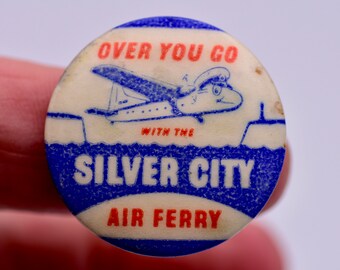 OVER YOU GO
WITH THE
SILVER CITY
AIR FERRY